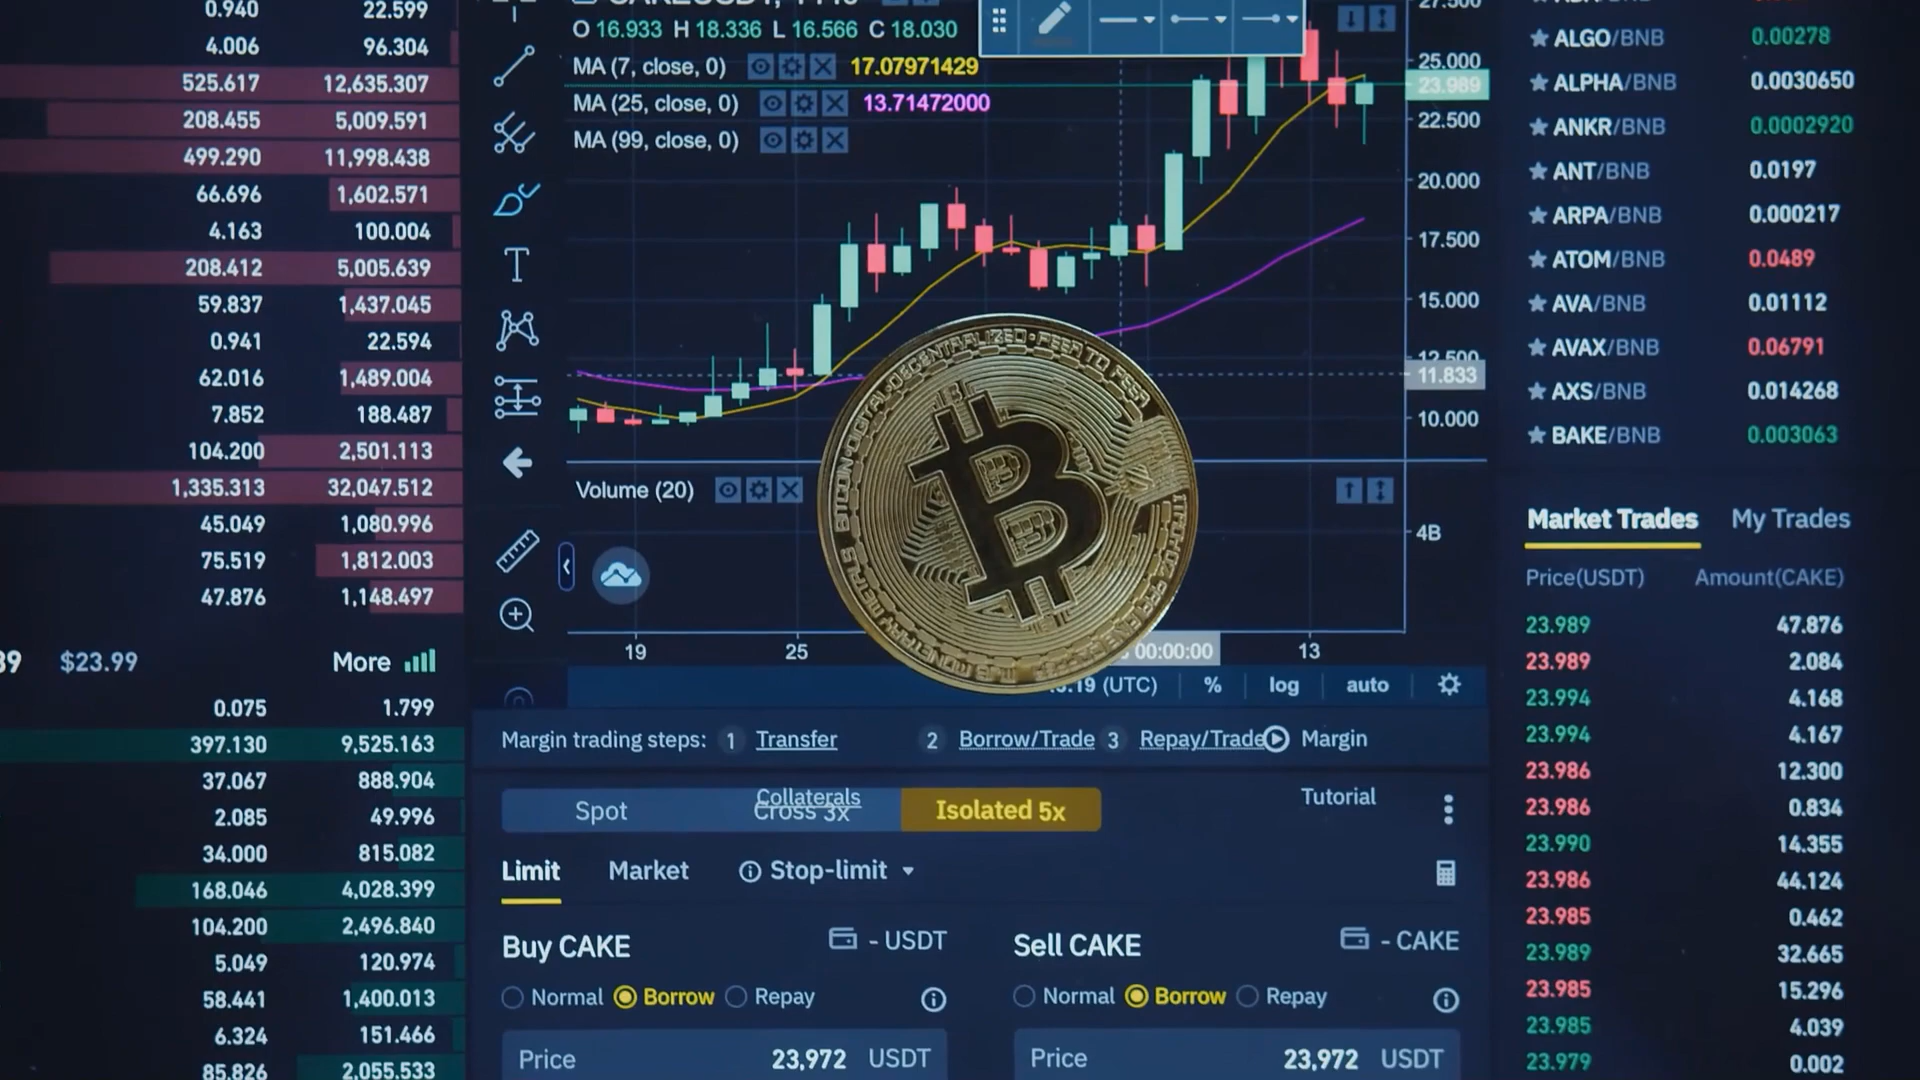 0.940 22.599
4.006 96.304
525.617 12,635.307
208.455 5,009.591
499.290 11,998.438
66.696 1,602.571
4.163 100.004
208.412 5,005.639
59.837 1,437.045
0.941 22.594
62.016 1,489.004
7.852 188.487
104.200 2,501.113
1,335.313 32,047.512
45.049 1,080.996
75.519 1,812.003
47.876 1,148.497
$23.99 More
0.075 1.799
397.130 9,525.163
37.067 888.904
2.085 49.996
34.000 815.082
168.046 4,028.399
104.200 2,496.840
5.049 120.974
58.441 1,400.013
6.324 151.466
85.826 2,055.533
O 16.933 H 18.336 L 16.566 C 18.030
MA (7, close, 0) 17.07971429
MA (25, close, 0) 13.71472000
MA (99, close, 0)
27.500
25.000
23.989
22.500
20.000
17.500
15.000
12.500
11.833
10.000
Volume (20)
4B
19 25 00:00:00 13
(UTC) % log auto
BITCOIN•DIGITAL•DECENTRALIZED•PEER TO PEER
B
Margin trading steps: 1 Transfer 2 Borrow/Trade 3 Repay/Trade Margin
Collaterals
Tutorial
Spot Cross 3x Isolated 5x
Limit Market Stop-limit
Buy CAKE - USDT
Normal Borrow Repay
Price 23,972 USDT
Sell CAKE - CAKE
Normal Borrow Repay
Price 23,972 USDT
ALGO/BNB 0.00278
ALPHA/BNB 0.0030650
ANKR/BNB 0.0002920
ANT/BNB 0.0197
ARPA/BNB 0.000217
ATOM/BNB 0.0489
AVA/BNB 0.01112
AVAX/BNB 0.06791
AXS/BNB 0.014268
BAKE/BNB 0.003063
Market Trades My Trades
Price(USDT) Amount(CAKE)
23.989 47.876
23.989 2.084
23.994 4.168
23.994 4.167
23.986 12.300
23.986 0.834
23.990 14.355
23.986 44.124
23.985 0.462
23.989 32.665
23.985 15.296
23.985 4.039
23.979 0.002